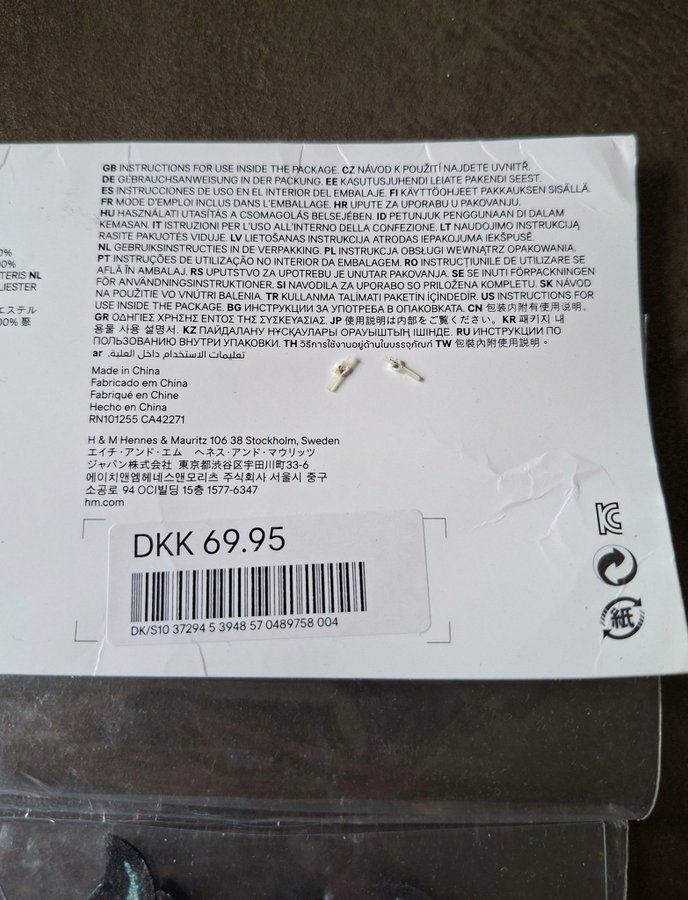 0%
00%
TERIS NL
LIESTER
エステル
00% 聚
GB INSTRUCTIONS FOR USE INSIDE THE PACKAGE. CZ NÁVOD K POUŽITÍ NAJDETE UVNITŘ.
DE GEBRAUCHSANWEISUNG IN DER PACKUNG. EE KASUTUSJUHENDI LEIATE PAKENDI SEEST.
ES INSTRUCCIONES DE USO EN EL INTERIOR DEL EMBALAJE. FI KÄYTTÖOHJEET PAKKAUKSEN SISÄLLÄ.
FR MODE D'EMPLOI INCLUS DANS L'EMBALLAGE. HR UPUTE ZA UPORABU U PAKOVANJU.
HU HASZNÁLATI UTASÍTÁS A CSOMAGOLÁS BELSEJÉBEN. ID PETUNJUK PENGGUNAAN DI DALAM
KEMASAN. IT ISTRUZIONI PER L'USO ALL'INTERNO DELLA CONFEZIONE. LT NAUDOJIMO INSTRUKCIJĄ
RASITE PAKUOTĖS VIDUJE. LV LIETOŠANAS INSTRUKCIJA ATRODAS IEPAKOJUMA IEKŠPUSĒ.
NL GEBRUIKSINSTRUCTIES IN DE VERPAKKING. PL INSTRUKCJA OBSŁUGI WEWNĄTRZ OPAKOWANIA.
PT INSTRUÇÕES DE UTILIZAÇÃO NO INTERIOR DA EMBALAGEM. RO INSTRUCȚIUNILE DE UTILIZARE SE
AFLĂ ÎN AMBALAJ. RS UPUTSTVO ZA UPOTREBU JE UNUTAR PAKOVANJA. SE SE INUTI FÖRPACKNINGEN
FÖR ANVÄNDNINGSINSTRUKTIONER. SI NAVODILA ZA UPORABO SO PRILOŽENA KOMPLETU. SK NÁVOD
NA POUŽITIE VO VNÚTRI BALENIA. TR KULLANMA TALİMATI PAKETİN İÇİNDEDİR. US INSTRUCTIONS FOR
USE INSIDE THE PACKAGE. BG ИНСТРУКЦИИ ЗА УПОТРЕБА В ОПАКОВКАТА. CN 包装内附有使用说明。
GR ΟΔΗΓΙΕΣ ΧΡΗΣΗΣ ΕΝΤΟΣ ΤΗΣ ΣΥΣΚΕΥΑΣΙΑΣ. JP 使用説明は内部をご覧ください。 KR 패키지 내
용물 사용 설명서. KZ ПАЙДАЛАНУ НҰСҚАУЛАРЫ ОРАУЫШТЫҢ ІШІНДЕ. RU ИНСТРУКЦИИ ПО
ПОЛЬЗОВАНИЮ ВНУТРИ УПАКОВКИ. TH วิธีการใช้งานอยู่ด้านในบรรจุภัณฑ์ TW 包裝內附使用說明。
ar تعليمات الاستخدام داخل العلبة.
Made in China
Fabricado em China
Fabriqué en Chine
Hecho en China
RN101255 CA42271
H & M Hennes & Mauritz 106 38 Stockholm, Sweden
エイチ・アンド・エム ヘネス・アンド・マウリッツ
ジャパン株式会社 東京都渋谷区宇田川町33-6
에이치앤엠헤네스앤모리츠 주식회사 서울시 중구
소공로 94 OCI빌딩 15층 1577-6347
hm.com
DKK 69.95
DK/S10 37294 5 3948 57 0489758 004
紙